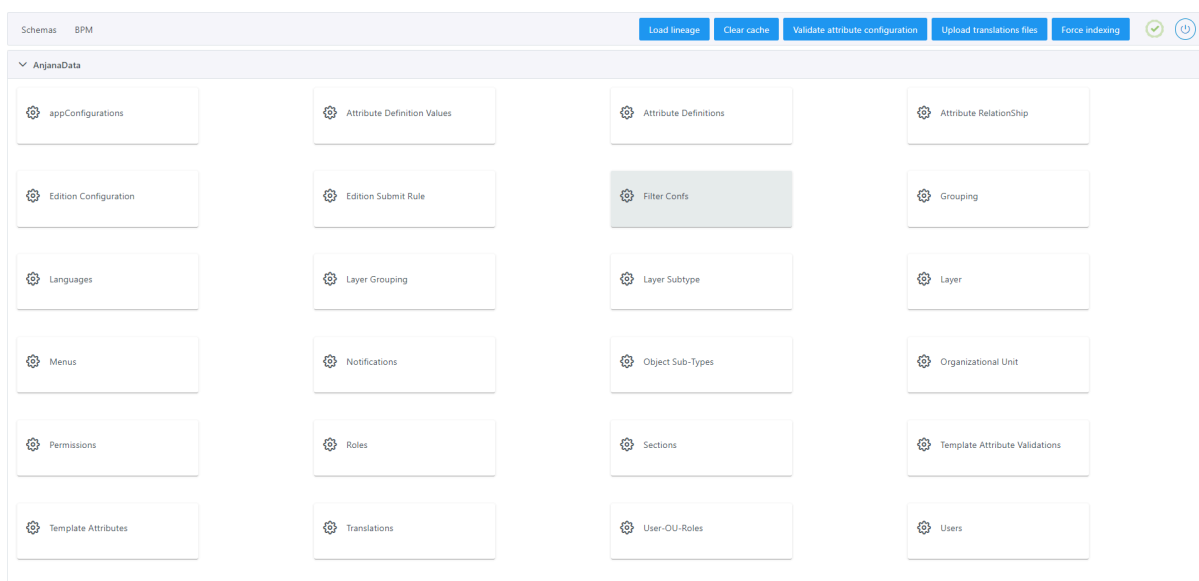 Schemas BPM Load lineage Clear cache Validate attribute configuration Upload translations files Force indexing
AnjanaData
appConfigurations Attribute Definition Values Attribute Definitions Attribute RelationShip
Edition Configuration Edition Submit Rule Filter Confs Grouping
Languages Layer Grouping Layer Subtype Layer
Menus Notifications Object Sub-Types Organizational Unit
Permissions Roles Sections Template Attribute Validations
Template Attributes Translations User-OU-Roles Users